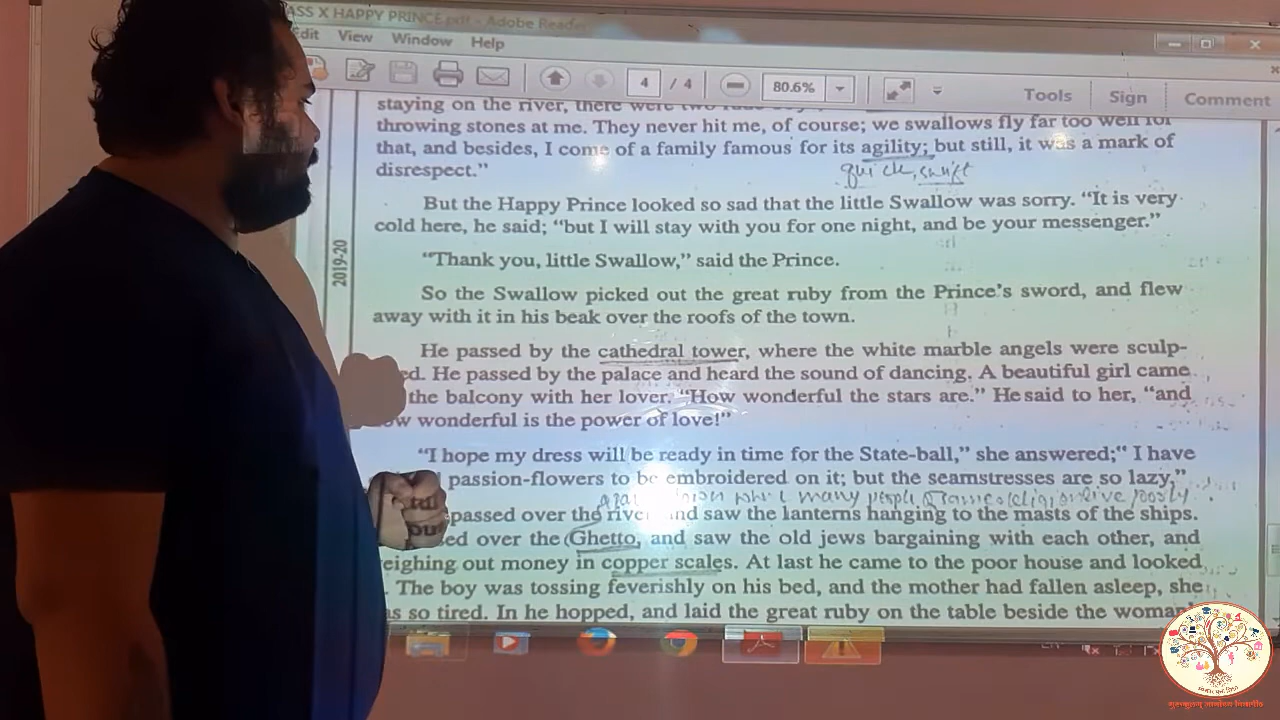 ASS X HAPPY PRINCE.pdf - Adobe Reader
Edit View Window Help
4 / 4 80.6% Tools Sign Comment
staying on the river, there were two
throwing stones at me. They never hit me, of course; we swallows fly far too well for
that, and besides, I come of a family famous for its agility; but still, it was a mark of
disrespect.”
quick, swift
But the Happy Prince looked so sad that the little Swallow was sorry. “It is very
cold here, he said; “but I will stay with you for one night, and be your messenger.”
2019-20
“Thank you, little Swallow,” said the Prince.
So the Swallow picked out the great ruby from the Prince’s sword, and flew
away with it in his beak over the roofs of the town.
He passed by the cathedral tower, where the white marble angels were sculp-
ed. He passed by the palace and heard the sound of dancing. A beautiful girl came
the balcony with her lover. “How wonderful the stars are.” He said to her, “and
ow wonderful is the power of love!”
“I hope my dress will be ready in time for the State-ball,” she answered;“ I have
passion-flowers to be embroidered on it; but the seamstresses are so lazy,”
many people live poorly
passed over the river and saw the lanterns hanging to the masts of the ships.
ed over the Ghetto, and saw the old jews bargaining with each other, and
eighing out money in copper scales. At last he came to the poor house and looked
. The boy was tossing feverishly on his bed, and the mother had fallen asleep, she
as so tired. In he hopped, and laid the great ruby on the table beside the woman